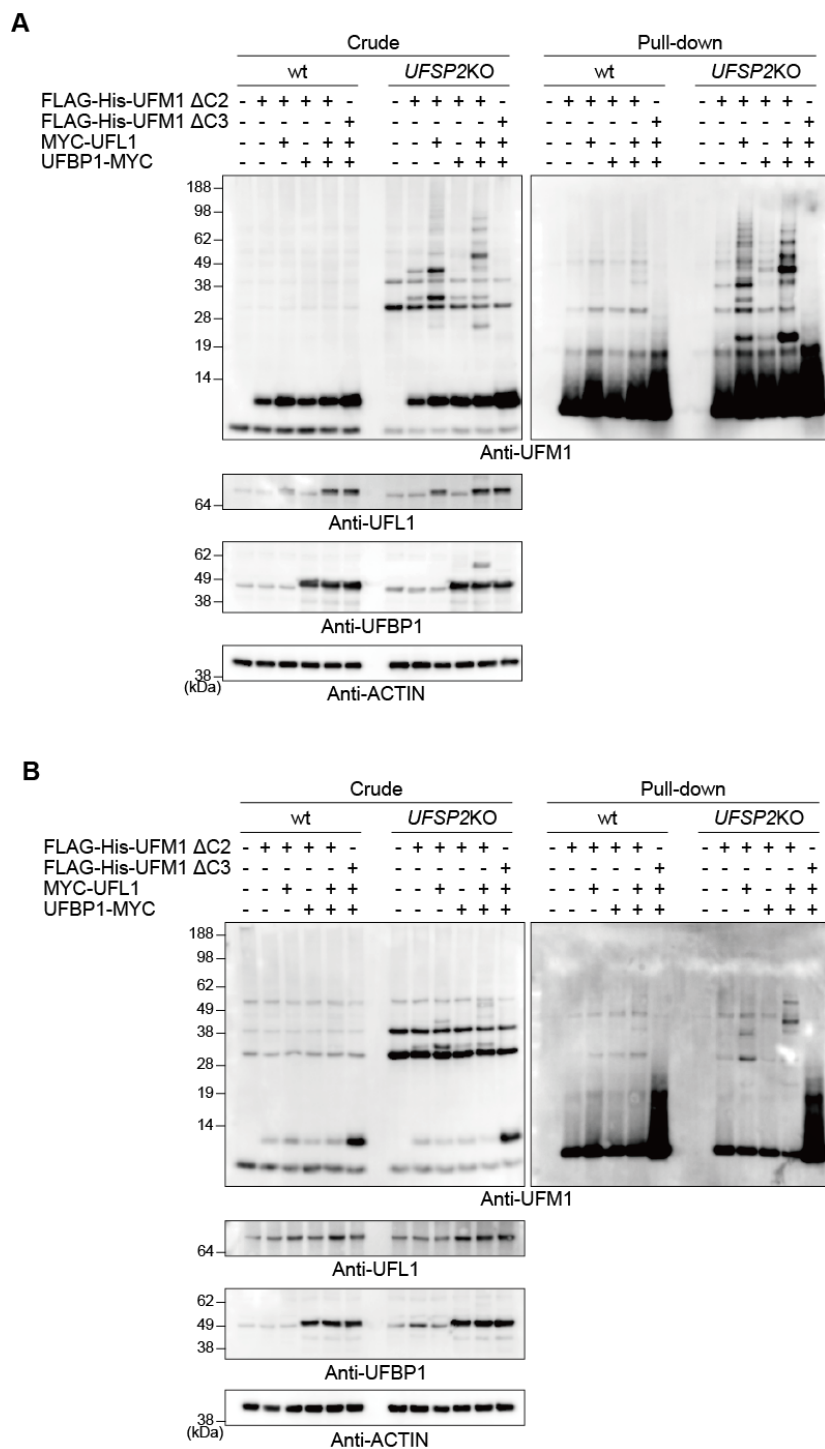 A
Crude Pull-down
wt UFSP2KO wt UFSP2KO
FLAG-His-UFM1 ΔC2 - + + + + - - + + + + - - + + + + - - + + + + -
FLAG-His-UFM1 ΔC3 - - - - - + - - - - - + - - - - - + - - - - - +
MYC-UFL1 - - + - + + - - + - + + - - + - + + - - + - + +
UFBP1-MYC - - - + + + - - - + + + - - - + + + - - - + + +
188
98
62
49
38
28
19
14
Anti-UFM1
64
Anti-UFL1
62
49
38
Anti-UFBP1
38
(kDa)
Anti-ACTIN
B
Crude Pull-down
wt UFSP2KO wt UFSP2KO
FLAG-His-UFM1 ΔC2 - + + + + - - + + + + - - + + + + - - + + + + -
FLAG-His-UFM1 ΔC3 - - - - - + - - - - - + - - - - - + - - - - - +
MYC-UFL1 - - + - + + - - + - + + - - + - + + - - + - + +
UFBP1-MYC - - - + + + - - - + + + - - - + + + - - - + + +
188
98
62
49
38
28
19
14
Anti-UFM1
64
Anti-UFL1
62
49
38
Anti-UFBP1
38
(kDa)
Anti-ACTIN